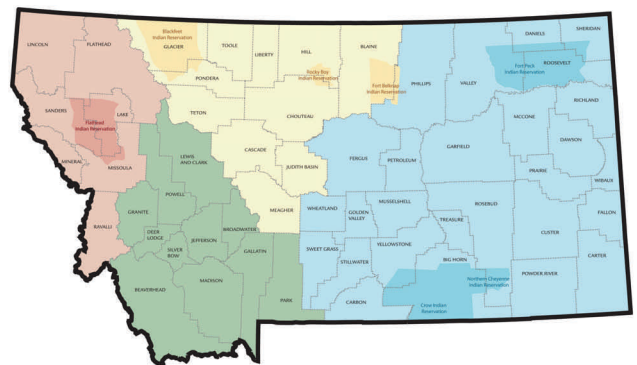 LINCOLN
FLATHEAD
Blackfeet
Indian Reservation
GLACIER
TOOLE
LIBERTY
HILL
BLAINE
DANIELS
SHERIDAN
PONDERA
Rocky Boy
Indian Reservation
Fort Belknap
Indian Reservation
PHILLIPS
VALLEY
Fort Peck
Indian Reservation
ROOSEVELT
SANDERS
LAKE
Flathead
Indian Reservation
TETON
CHOUTEAU
RICHLAND
MCCONE
MINERAL
MISSOULA
LEWIS
AND CLARK
CASCADE
JUDITH BASIN
FERGUS
PETROLEUM
GARFIELD
DAWSON
PRAIRIE
WIBAUX
POWELL
MEAGHER
WHEATLAND
GOLDEN
VALLEY
MUSSELSHELL
ROSEBUD
TREASURE
FALLON
RAVALLI
GRANITE
DEER
LODGE
JEFFERSON
BROADWATER
SILVER
BOW
GALLATIN
SWEET GRASS
YELLOWSTONE
CUSTER
STILLWATER
BIG HORN
POWDER RIVER
CARTER
BEAVERHEAD
MADISON
PARK
CARBON
Crow Indian
Reservation
Northern Cheyenne
Indian Reservation